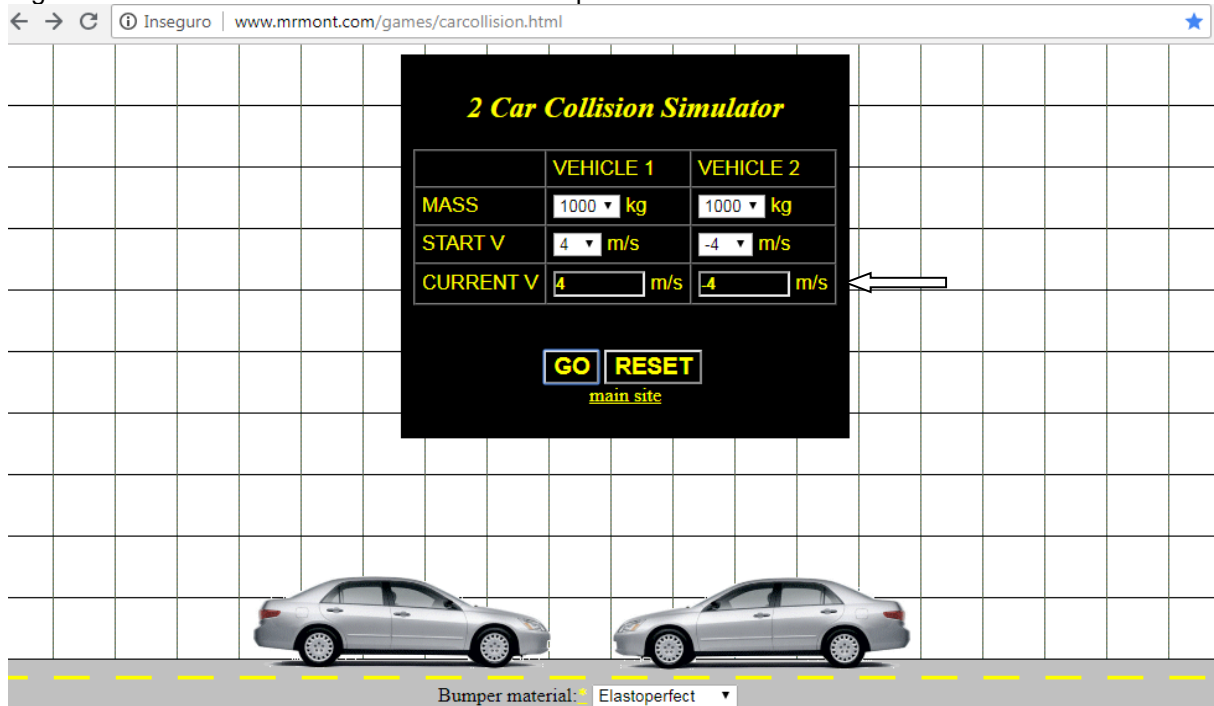 Inseguro | www.mrmont.com/games/carcollision.html
2 Car Collision Simulator
VEHICLE 1 VEHICLE 2
MASS 1000 kg 1000 kg
START V 4 m/s -4 m/s
CURRENT V 4 m/s -4 m/s
GO RESET
main site
Bumper material:* Elastoperfect